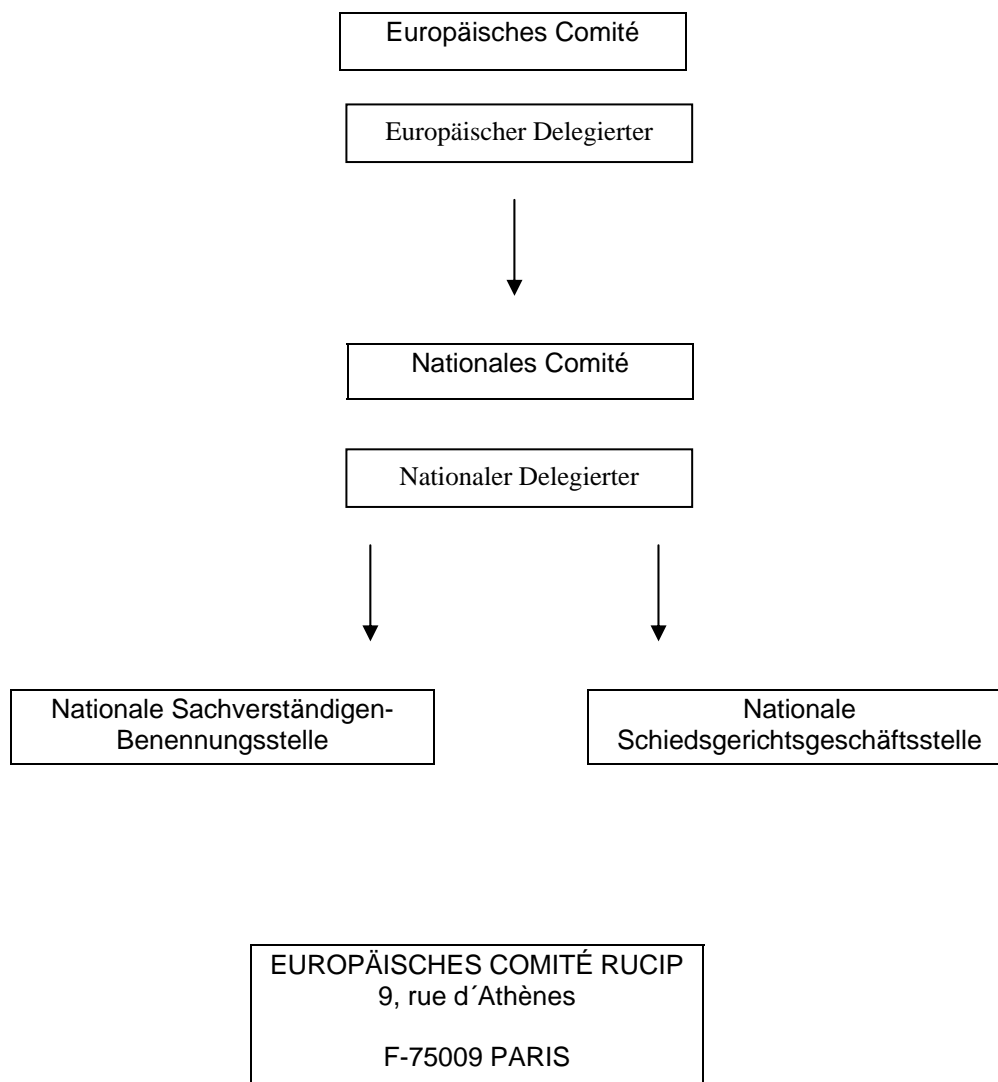 Europäisches Comité
Europäischer Delegierter
Nationales Comité
Nationaler Delegierter
Nationale Sachverständigen-
Benennungsstelle
Nationale
Schiedsgerichtsgeschäftsstelle
EUROPÄISCHES COMITÉ RUCIP
9, rue d´Athènes
F-75009 PARIS